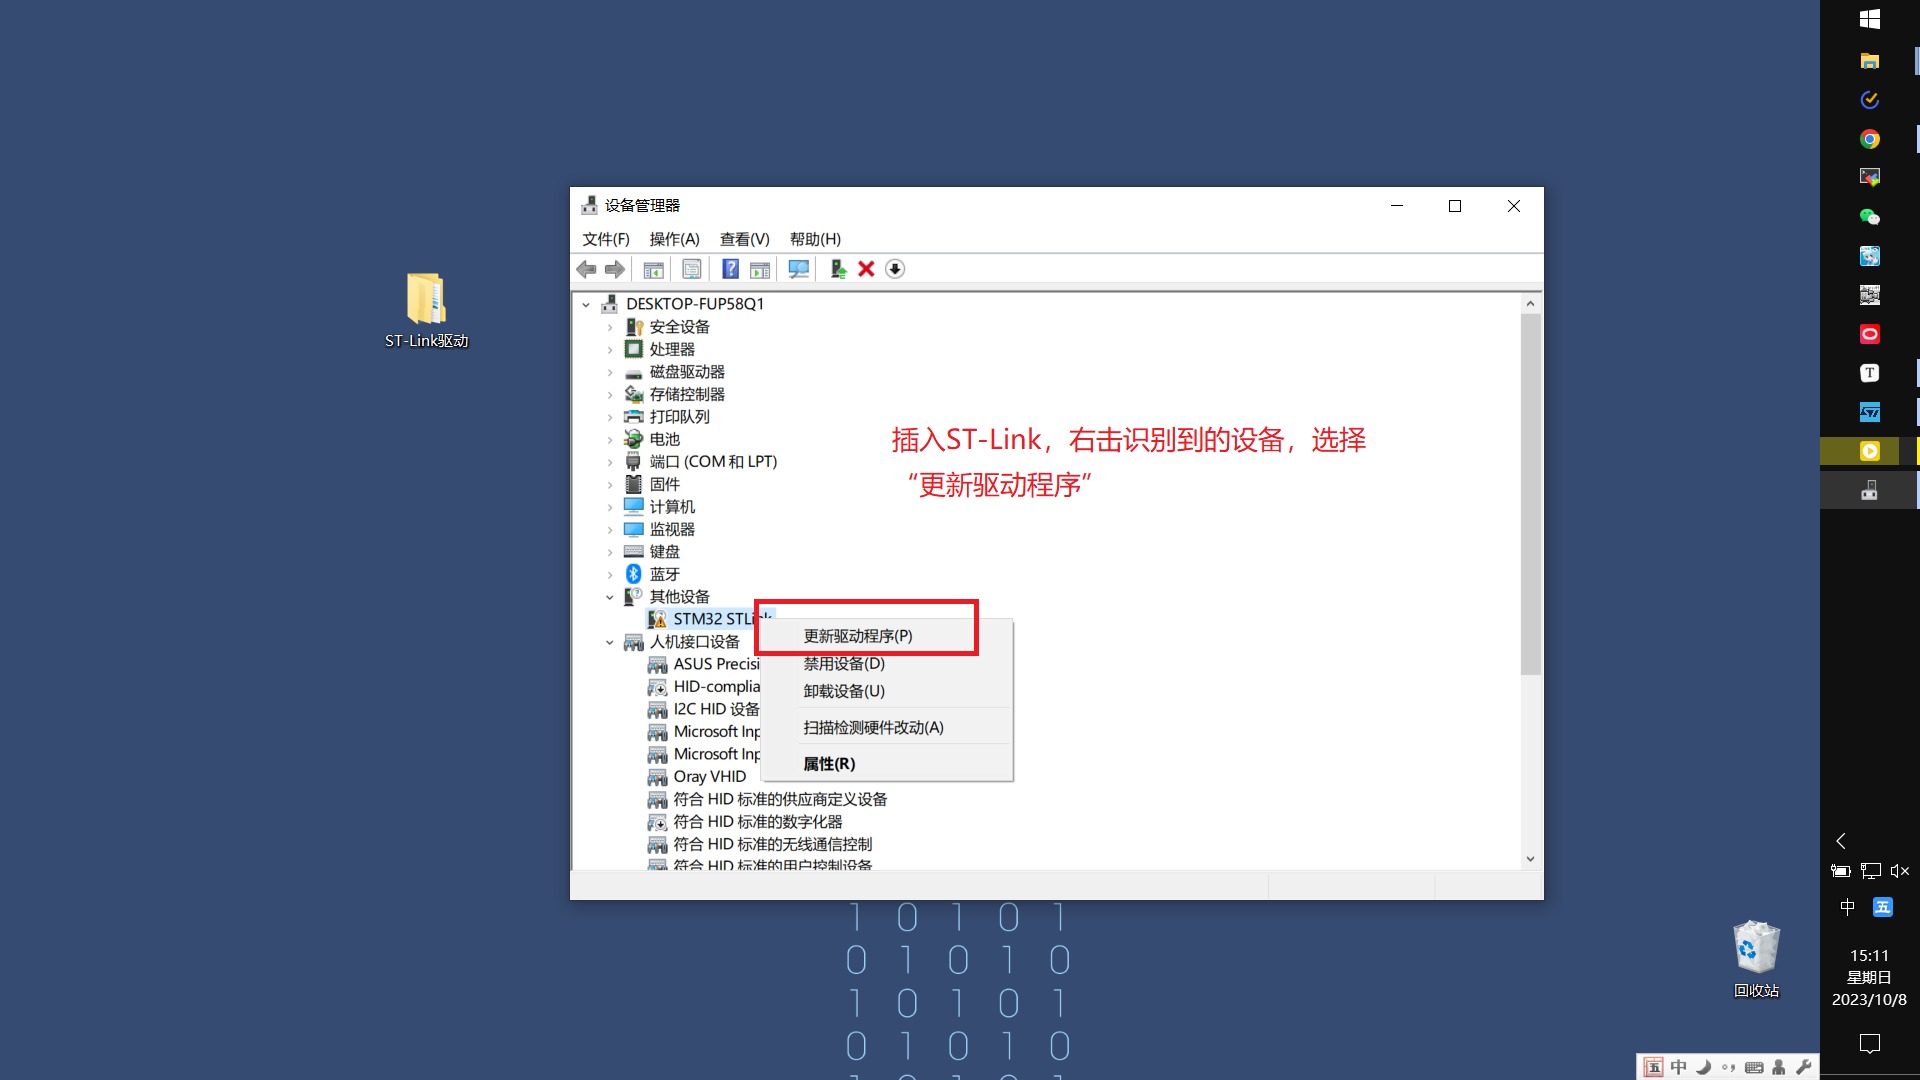 ST-Link驱动
设备管理器
文件(F) 操作(A) 查看(V) 帮助(H)
DESKTOP-FUP58Q1
安全设备
处理器
磁盘驱动器
存储控制器
打印队列
电池
端口 (COM 和 LPT)
固件
计算机
监视器
键盘
蓝牙
其他设备
STM32 STLink
人机接口设备
ASUS Precisi
HID-complia
I2C HID 设备
Microsoft Inp
Microsoft Inp
Oray VHID
符合 HID 标准的供应商定义设备
符合 HID 标准的数字化器
符合 HID 标准的无线通信控制
符合 HID 标准的用户控制设备
插入ST-Link，右击识别到的设备，选择
“更新驱动程序”
更新驱动程序(P)
禁用设备(D)
卸载设备(U)
扫描检测硬件改动(A)
属性(R)
1 0 1 0 1
0 1 0 1 0
1 0 1 0 1
0 1 0 1 0
回收站
T
中 五
15:11
星期日
2023/10/8
五 中